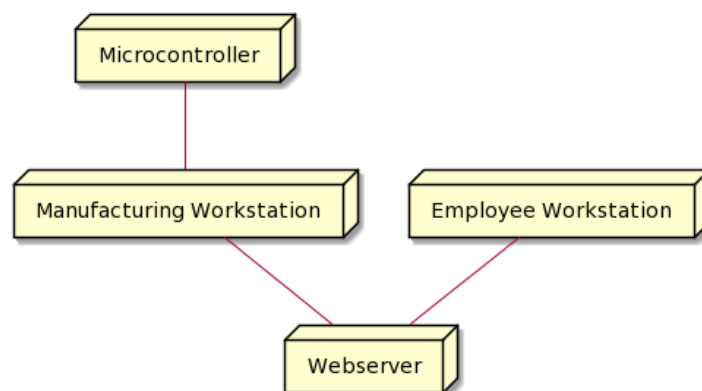 Microcontroller
Manufacturing Workstation
Employee Workstation
Webserver